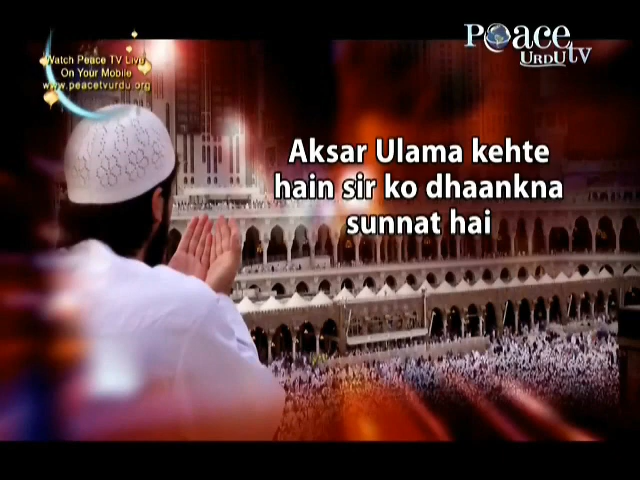 Watch Peace TV Live
On Your Mobile
www.peacetvurdu.org
Peace
URDU tv
Aksar Ulama kehte
hain sir ko dhaankna
sunnat hai